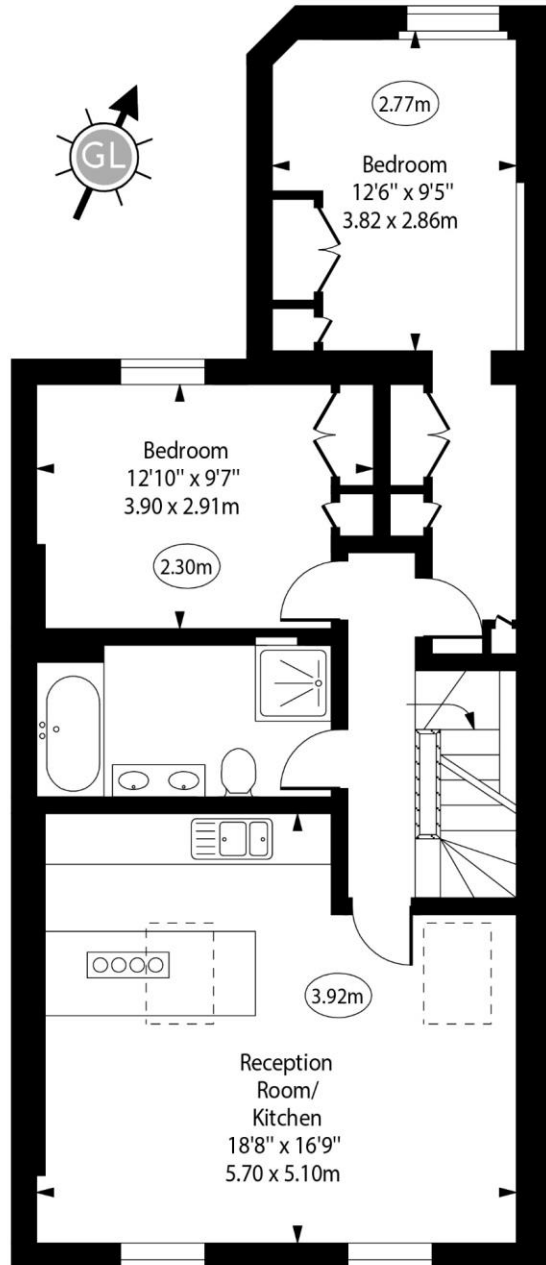 GL
2.77m
Bedroom
12'6" x 9'5"
3.82 x 2.86m
Bedroom
12'10" x 9'7"
3.90 x 2.91m
2.30m
3.92m
Reception
Room/
Kitchen
18'8" x 16'9"
5.70 x 5.10m